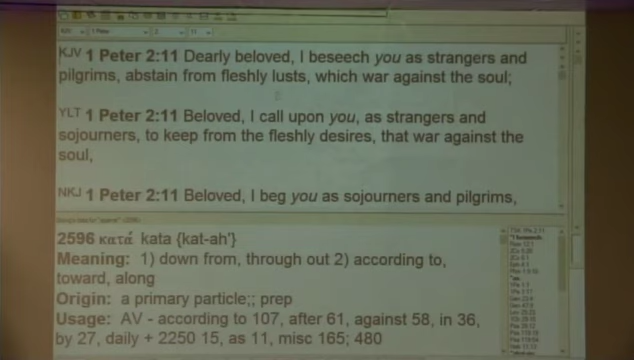 KJV 1 Peter 2:11 Dearly beloved, I beseech you as strangers and
pilgrims, abstain from fleshly lusts, which war against the soul;
YLT 1 Peter 2:11 Beloved, I call upon you, as strangers and
sojourners, to keep from the fleshly desires, that war against the
soul,
NKJ 1 Peter 2:11 Beloved, I beg you as sojourners and pilgrims,
2596 κατά kata {kat-ah'}
Meaning: 1) down from, through out 2) according to,
toward, along
Origin: a primary particle;; prep
Usage: AV - according to 107, after 61, against 58, in 36,
by 27, daily + 2250 15, as 11, misc 165; 480